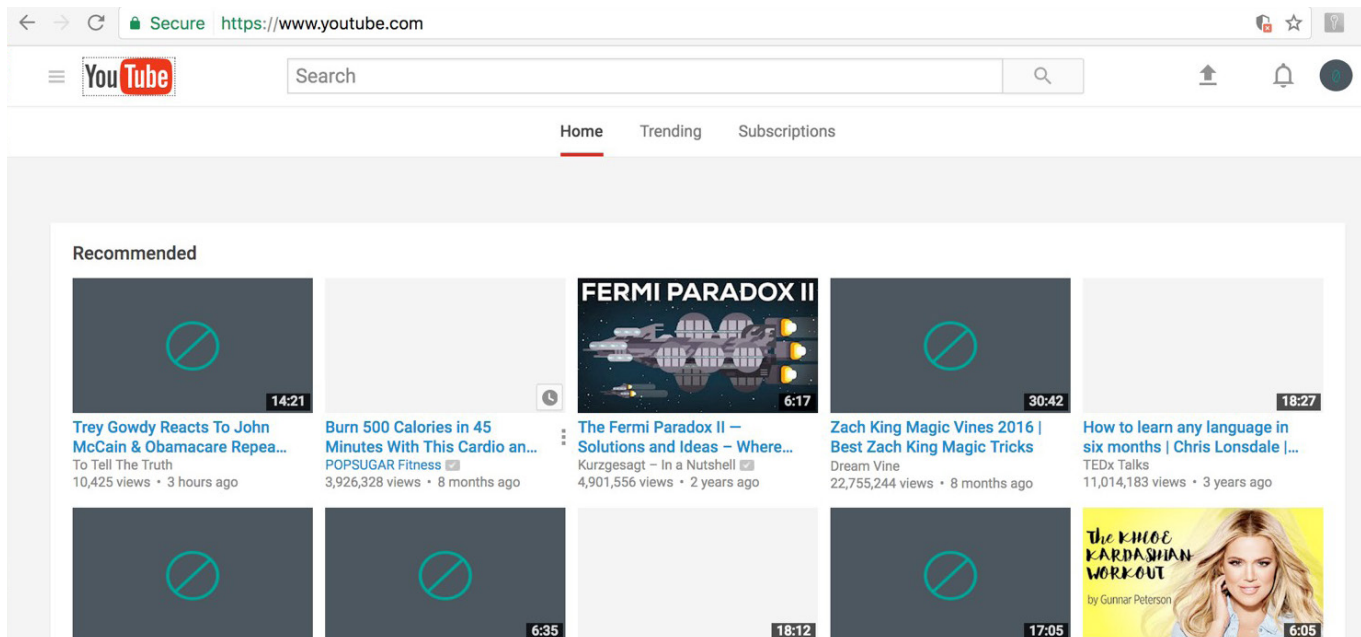 Secure https://www.youtube.com
YouTube
Search
0
Home Trending Subscriptions
Recommended
14:21
FERMI PARADOX II
6:17
30:42
18:27
Trey Gowdy Reacts To John
McCain & Obamacare Repea...
To Tell The Truth
10,425 views • 3 hours ago
Burn 500 Calories in 45
Minutes With This Cardio an...
POPSUGAR Fitness
3,926,328 views • 8 months ago
The Fermi Paradox II —
Solutions and Ideas – Where...
Kurzgesagt – In a Nutshell
4,901,556 views • 2 years ago
Zach King Magic Vines 2016 |
Best Zach King Magic Tricks
Dream Vine
22,755,244 views • 8 months ago
How to learn any language in
six months | Chris Lonsdale |...
TEDx Talks
11,014,183 views • 3 years ago
6:35
18:12
17:05
The KHLOÉ
KARDASHIAN
WORKOUT
by Gunnar Peterson
6:05